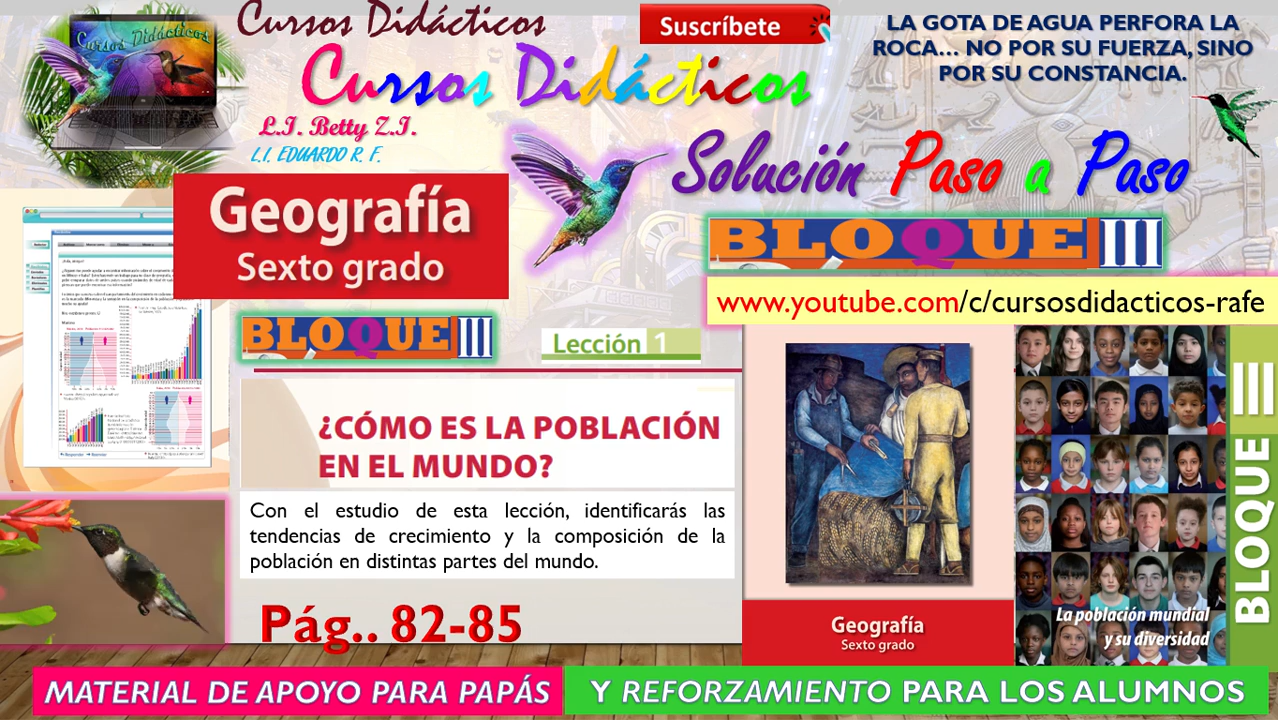 Cursos Didácticos
Cursos Didácticos
Suscríbete
LA GOTA DE AGUA PERFORA LA
ROCA... NO POR SU FUERZA, SINO
POR SU CONSTANCIA.
Cursos Didácticos
L.I. Betty Z.I.
L.I. EDUARDO R. F.
Solución Paso a Paso
Geografía
Sexto grado
BLOQUE III
www.youtube.com/c/cursosdidacticos-rafe
BLOQUE III
Lección 1
¿CÓMO ES LA POBLACIÓN
EN EL MUNDO?
Con el estudio de esta lección, identificarás las
tendencias de crecimiento y la composición de la
población en distintas partes del mundo.
Pág.. 82-85
Geografía
Sexto grado
BLOQUE III
La población mundial
y su diversidad
MATERIAL DE APOYO PARA PAPÁS
Y REFORZAMIENTO PARA LOS ALUMNOS